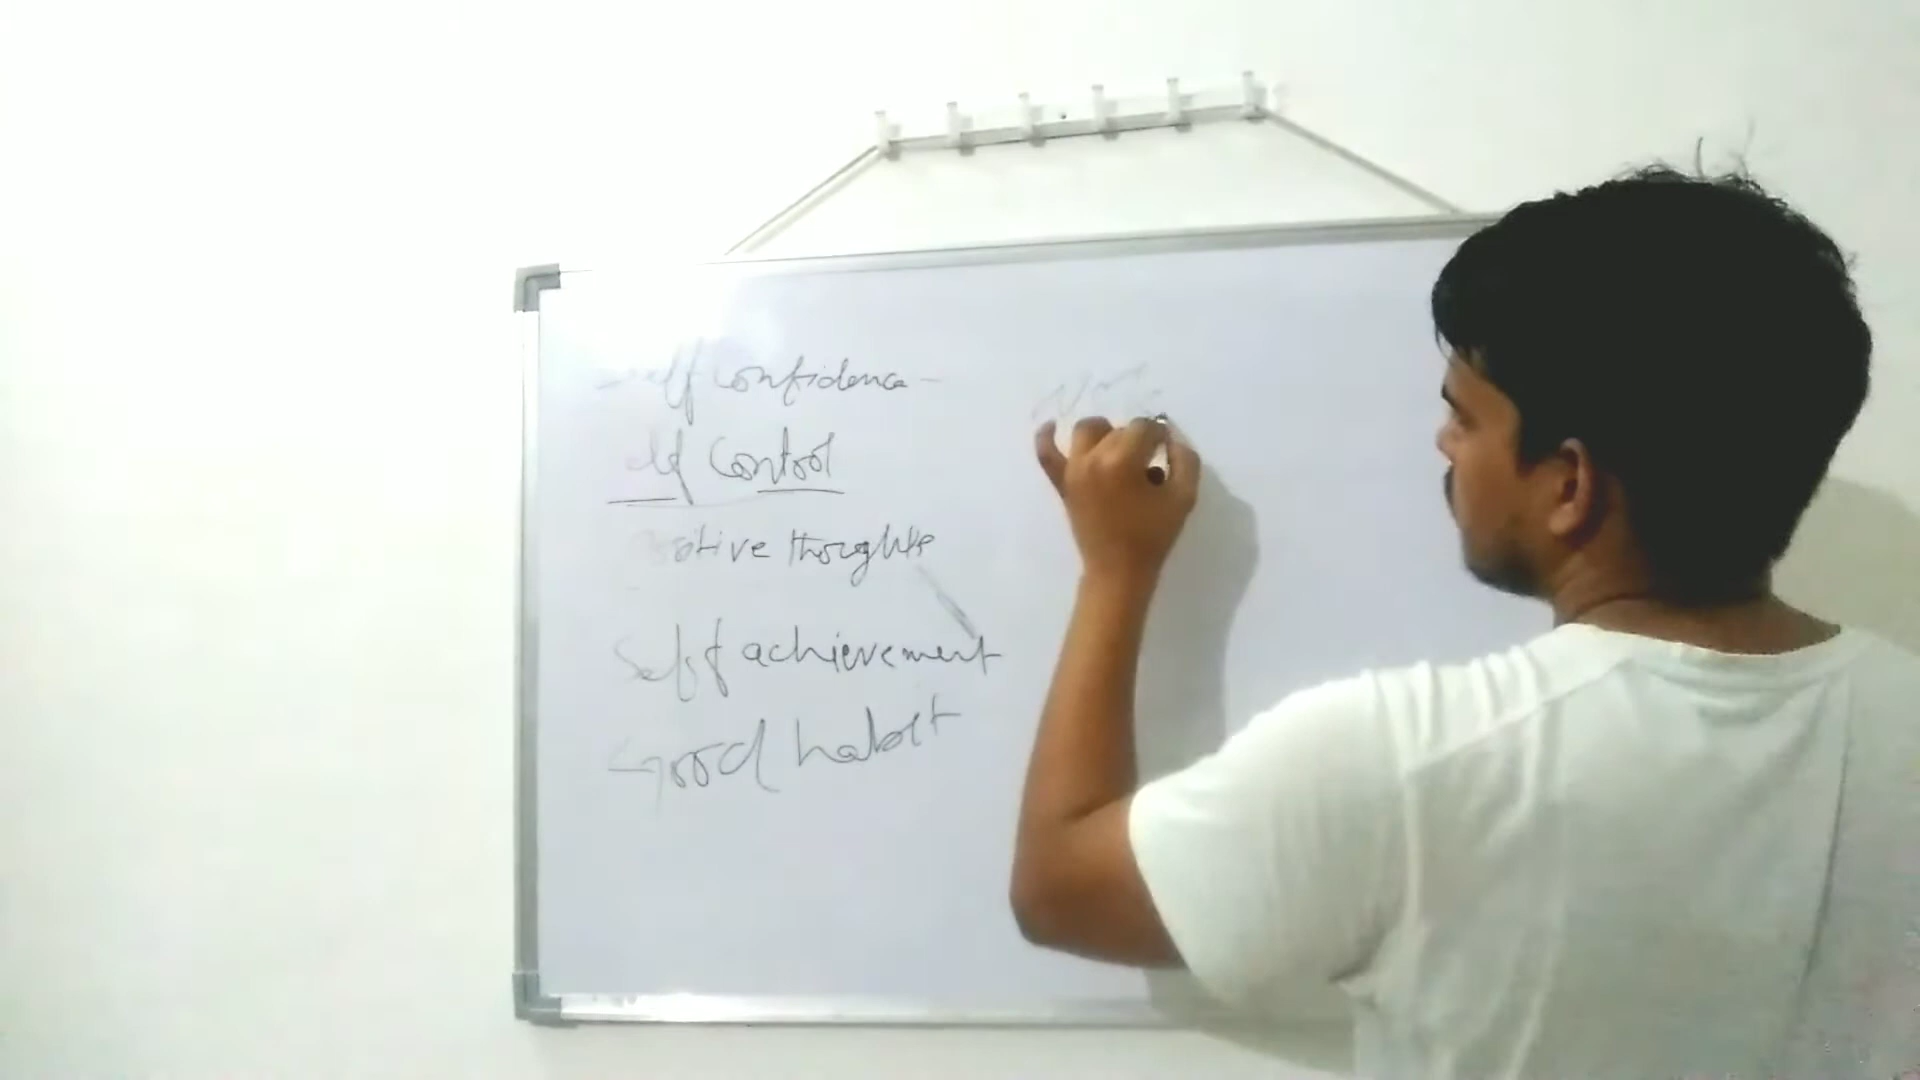 Self Confidence -
Self Control
Positive thoughts
Self achievement
Good habit